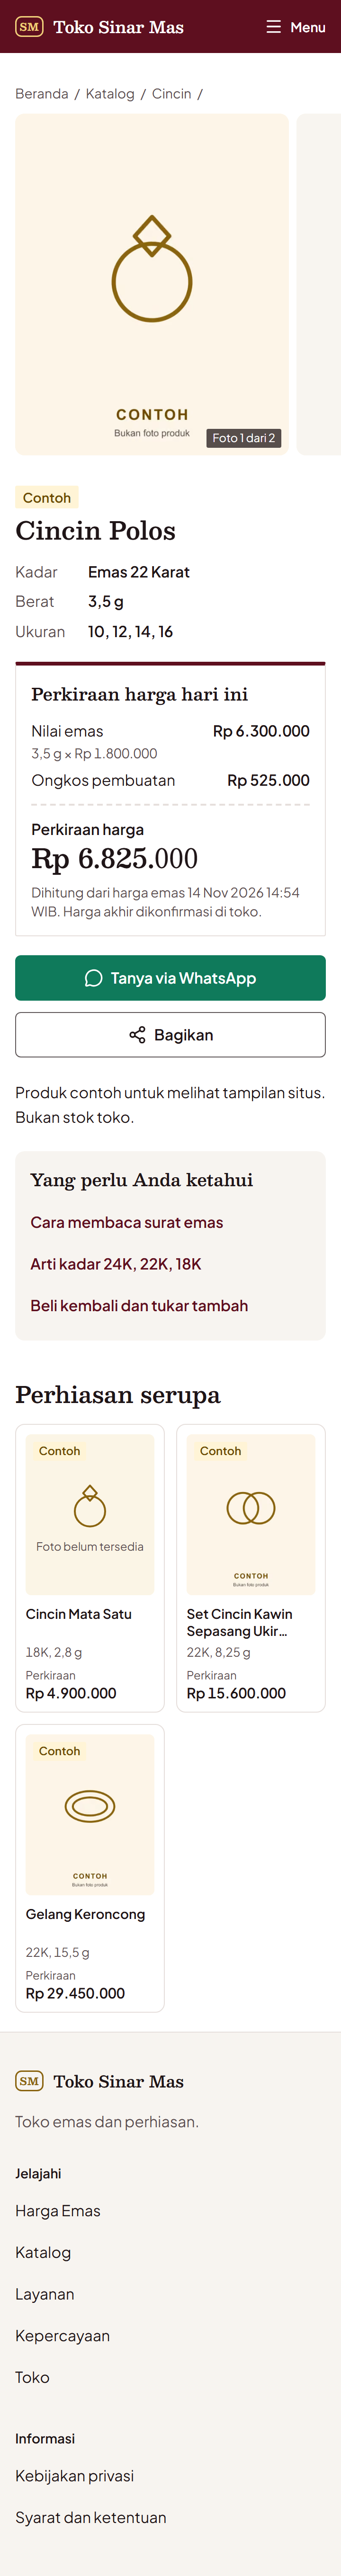 SM Toko Sinar Mas Menu
Beranda / Katalog / Cincin /
CONTOH
Bukan foto produk
Foto 1 dari 2
Contoh
Cincin Polos
Kadar Emas 22 Karat
Berat 3,5 g
Ukuran 10, 12, 14, 16
Perkiraan harga hari ini
Nilai emas Rp 6.300.000
3,5 g × Rp 1.800.000
Ongkos pembuatan Rp 525.000
Perkiraan harga
Rp 6.825.000
Dihitung dari harga emas 14 Nov 2026 14:54
WIB. Harga akhir dikonfirmasi di toko.
Tanya via WhatsApp
Bagikan
Produk contoh untuk melihat tampilan situs.
Bukan stok toko.
Yang perlu Anda ketahui
Cara membaca surat emas
Arti kadar 24K, 22K, 18K
Beli kembali dan tukar tambah
Perhiasan serupa
Contoh
Foto belum tersedia
Cincin Mata Satu
18K, 2,8 g
Perkiraan
Rp 4.900.000
Contoh
CONTOH
Bukan foto produk
Set Cincin Kawin
Sepasang Ukir...
22K, 8,25 g
Perkiraan
Rp 15.600.000
Contoh
CONTOH
Bukan foto produk
Gelang Keroncong
22K, 15,5 g
Perkiraan
Rp 29.450.000
SM Toko Sinar Mas
Toko emas dan perhiasan.
Jelajahi
Harga Emas
Katalog
Layanan
Kepercayaan
Toko
Informasi
Kebijakan privasi
Syarat dan ketentuan